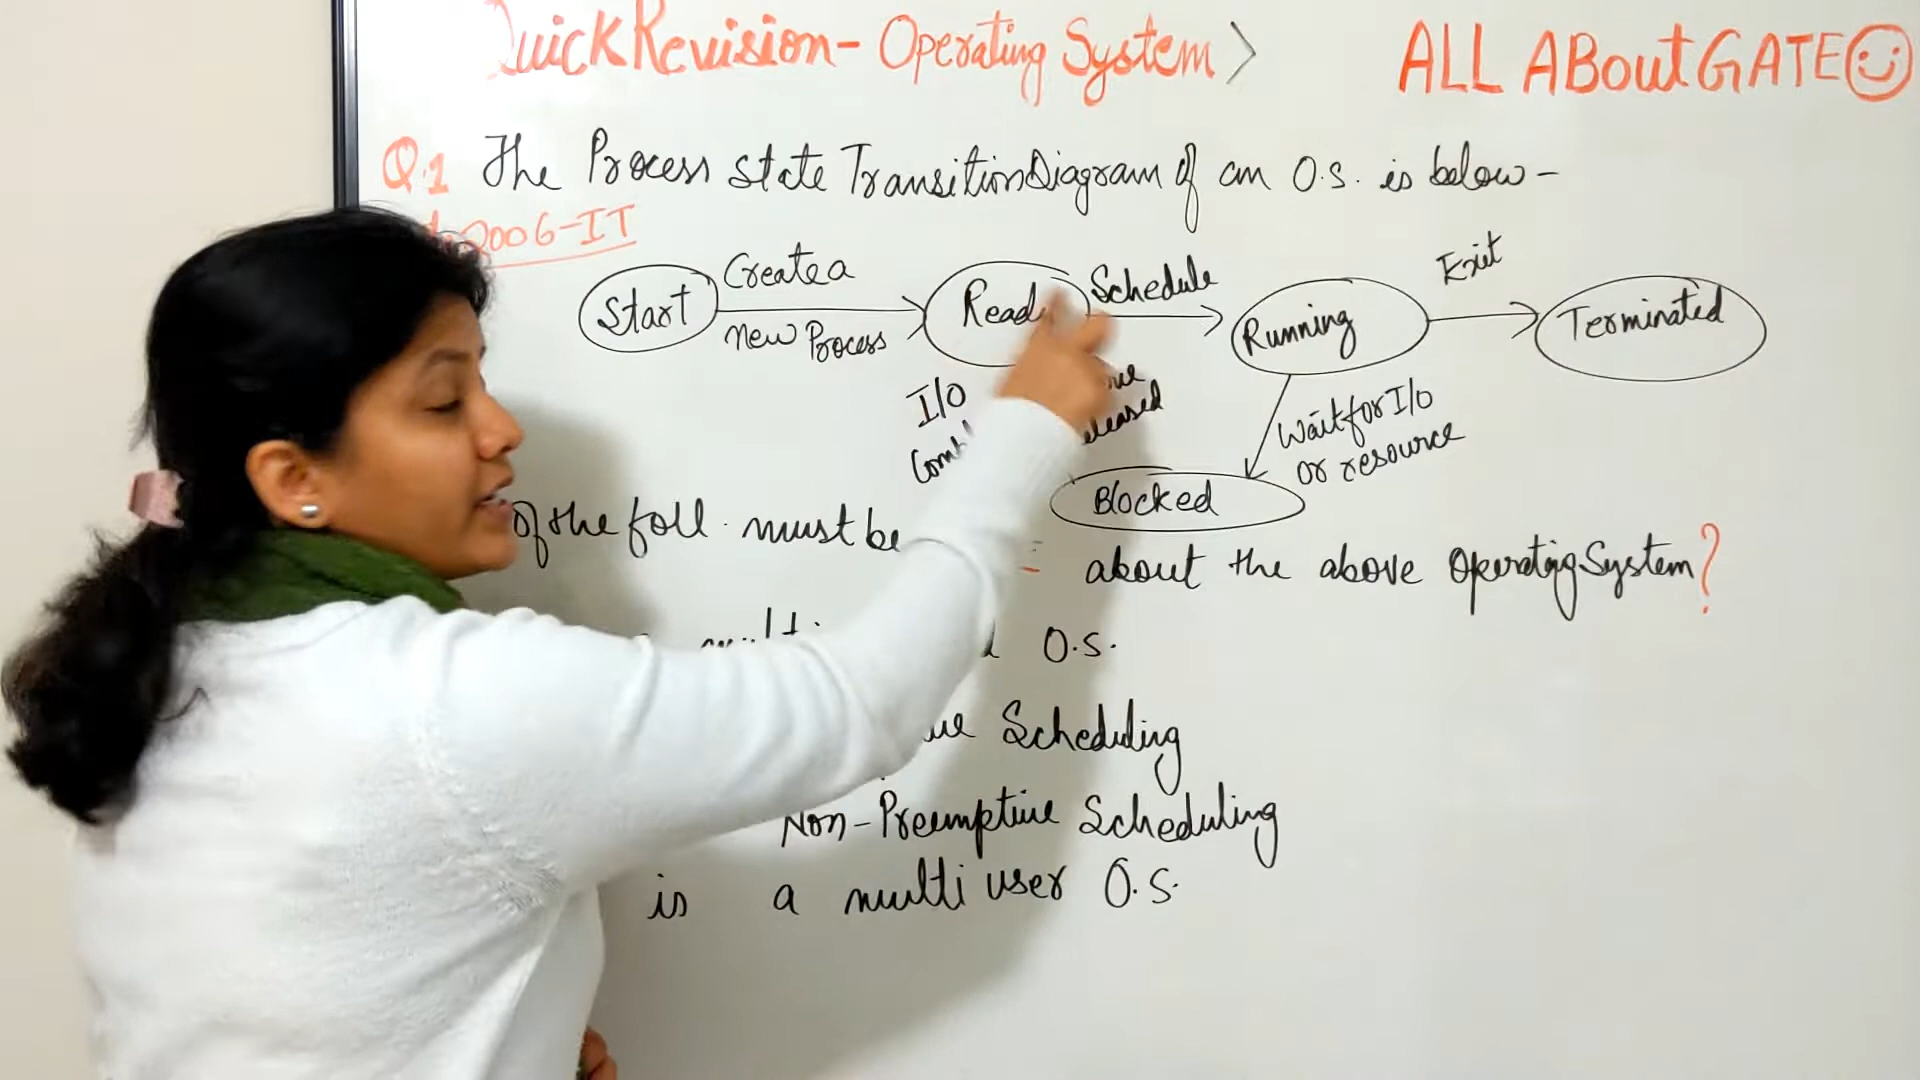 Quick Revision - Operating System > ALL ABout GATE
Q.1 The Process state Transition Diagram of an O.S. is below -
2006-IT
Start
Create a
new Process
Ready
Schedule
Running
Exit
Terminated
I/O
Wait for I/O
or resource
Blocked
of the foll. must be about the above Operating System?
O.S.
Scheduling
Non-Preemptive Scheduling
is a multi user O.S.